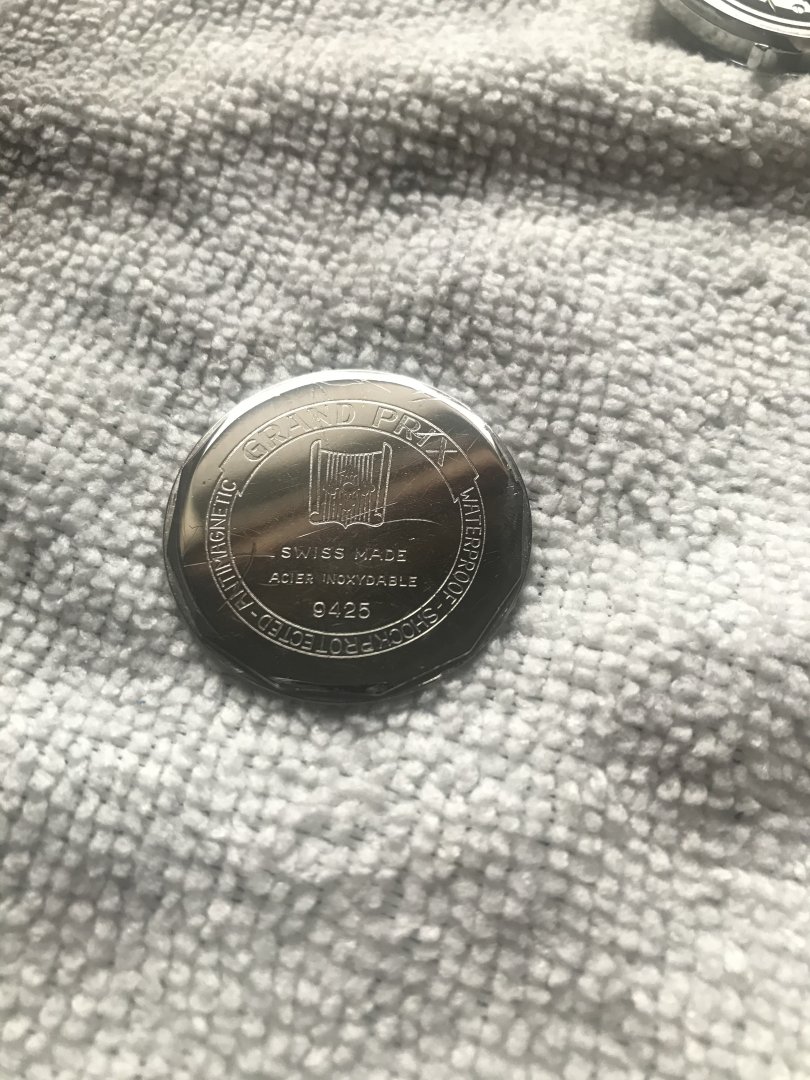 GRAND PRIX
WATERPROOF-SHOCKPROTECTED-ANTIMAGNETIC
SWISS MADE
ACIER INOXYDABLE
9425